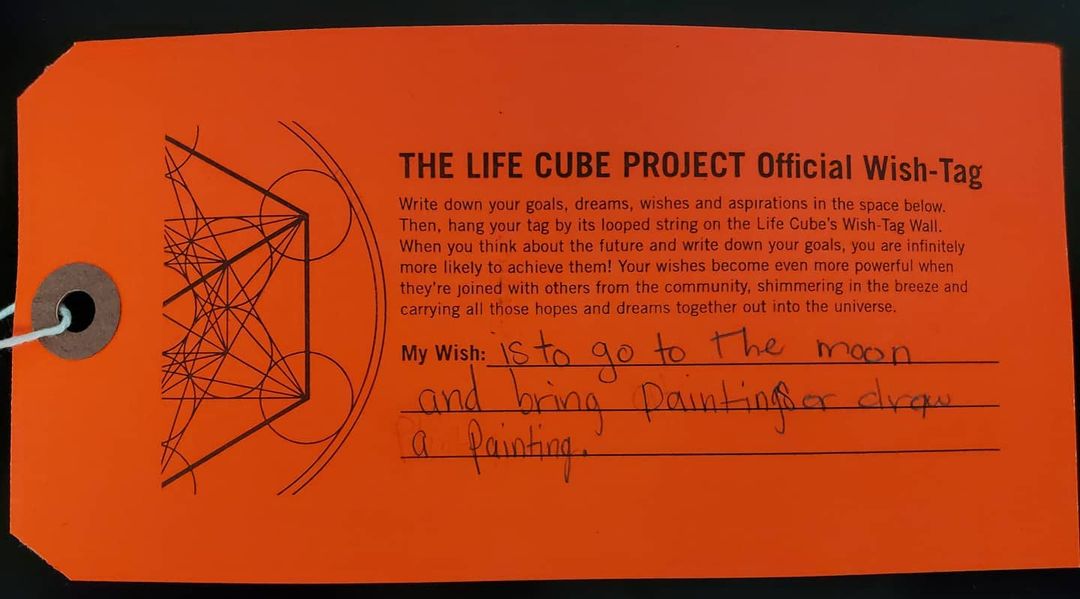 THE LIFE CUBE PROJECT Official Wish-Tag
Write down your goals, dreams, wishes and aspirations in the space below.
Then, hang your tag by its looped string on the Life Cube's Wish-Tag Wall.
When you think about the future and write down your goals, you are infinitely
more likely to achieve them! Your wishes become even more powerful when
they're joined with others from the community, shimmering in the breeze and
carrying all those hopes and dreams together out into the universe.
My Wish: is to go to The moon
and bring Paintings or draw
a Painting.